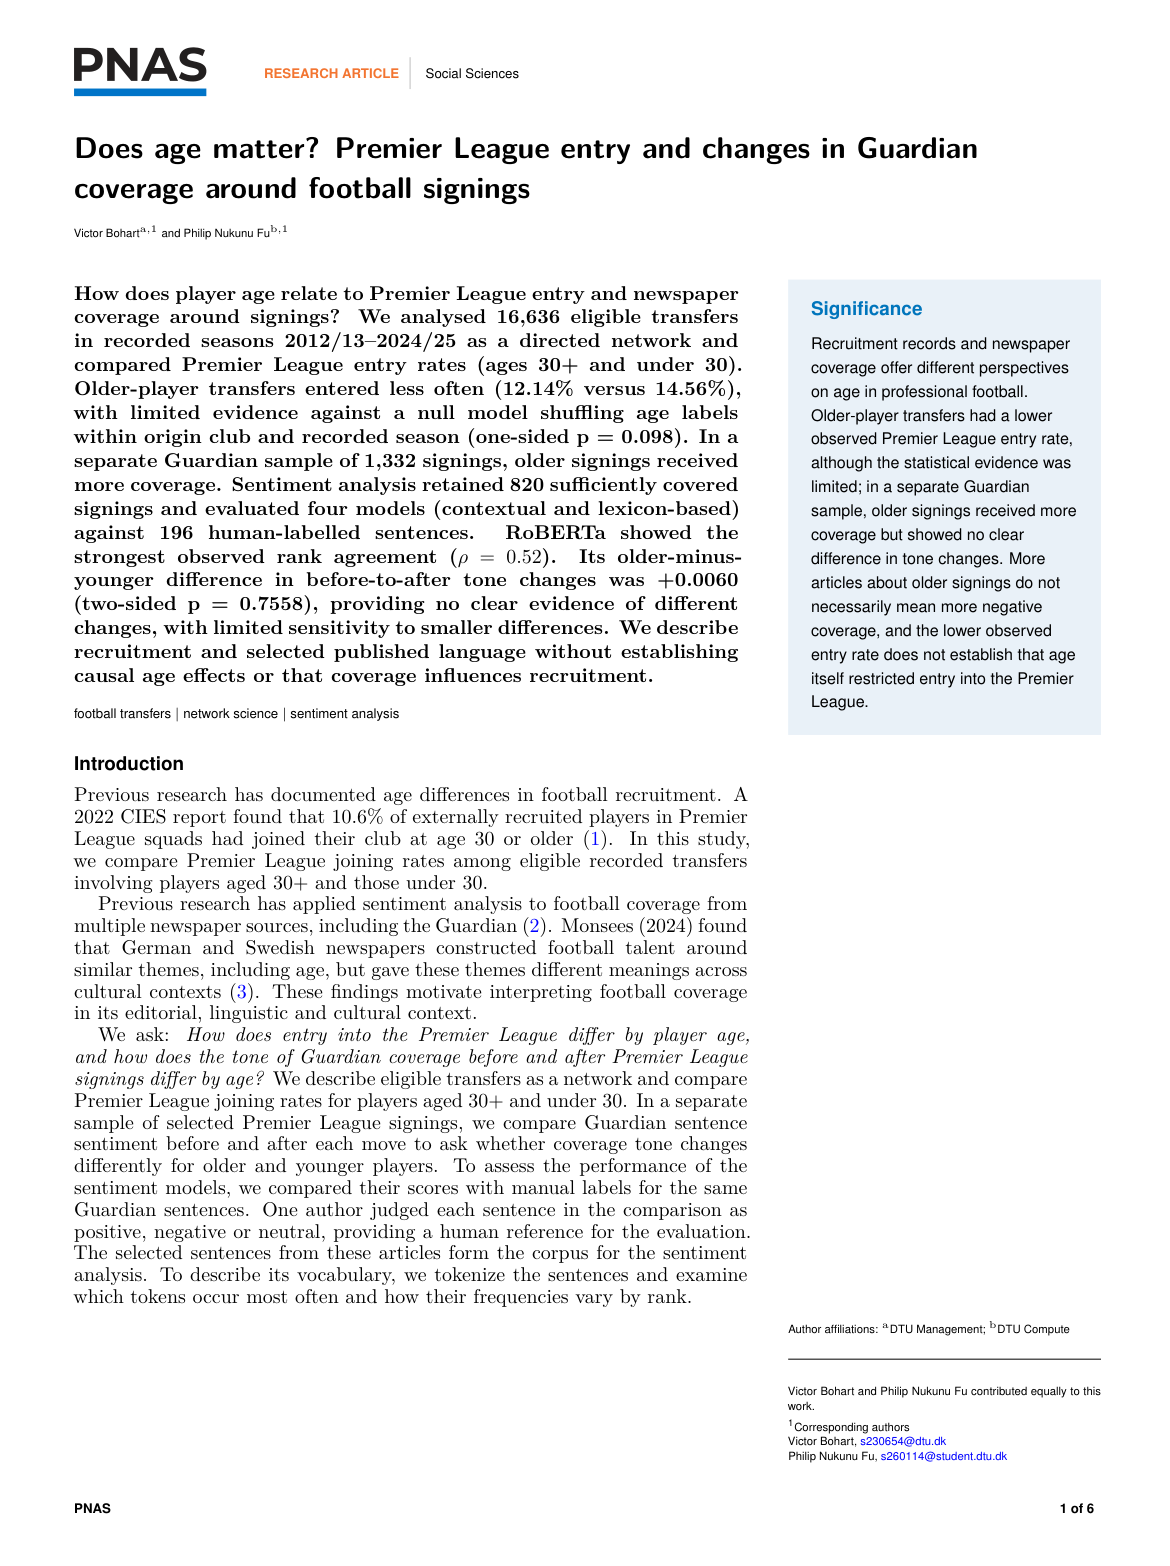 PNAS
RESEARCH ARTICLE | Social Sciences
Does age matter? Premier League entry and changes in Guardian
coverage around football signings
Victor Bohart^a,1 and Philip Nukunu Fu^b,1
How does player age relate to Premier League entry and newspaper
coverage around signings? We analysed 16,636 eligible transfers
in recorded seasons 2012/13–2024/25 as a directed network and
compared Premier League entry rates (ages 30+ and under 30).
Older-player transfers entered less often (12.14% versus 14.56%),
with limited evidence against a null model shuffling age labels
within origin club and recorded season (one-sided p = 0.098). In a
separate Guardian sample of 1,332 signings, older signings received
more coverage. Sentiment analysis retained 820 sufficiently covered
signings and evaluated four models (contextual and lexicon-based)
against 196 human-labelled sentences. RoBERTa showed the
strongest observed rank agreement (ρ = 0.52). Its older-minus-
younger difference in before-to-after tone changes was +0.0060
(two-sided p = 0.7558), providing no clear evidence of different
changes, with limited sensitivity to smaller differences. We describe
recruitment and selected published language without establishing
causal age effects or that coverage influences recruitment.
football transfers | network science | sentiment analysis
Significance
Recruitment records and newspaper
coverage offer different perspectives
on age in professional football.
Older-player transfers had a lower
observed Premier League entry rate,
although the statistical evidence was
limited; in a separate Guardian
sample, older signings received more
coverage but showed no clear
difference in tone changes. More
articles about older signings do not
necessarily mean more negative
coverage, and the lower observed
entry rate does not establish that age
itself restricted entry into the Premier
League.
Introduction
Previous research has documented age differences in football recruitment. A
2022 CIES report found that 10.6% of externally recruited players in Premier
League squads had joined their club at age 30 or older (1). In this study,
we compare Premier League joining rates among eligible recorded transfers
involving players aged 30+ and those under 30.
Previous research has applied sentiment analysis to football coverage from
multiple newspaper sources, including the Guardian (2). Monsees (2024) found
that German and Swedish newspapers constructed football talent around
similar themes, including age, but gave these themes different meanings across
cultural contexts (3). These findings motivate interpreting football coverage
in its editorial, linguistic and cultural context.
We ask: How does entry into the Premier League differ by player age,
and how does the tone of Guardian coverage before and after Premier League
signings differ by age? We describe eligible transfers as a network and compare
Premier League joining rates for players aged 30+ and under 30. In a separate
sample of selected Premier League signings, we compare Guardian sentence
sentiment before and after each move to ask whether coverage tone changes
differently for older and younger players. To assess the performance of the
sentiment models, we compared their scores with manual labels for the same
Guardian sentences. One author judged each sentence in the comparison as
positive, negative or neutral, providing a human reference for the evaluation.
The selected sentences from these articles form the corpus for the sentiment
analysis. To describe its vocabulary, we tokenize the sentences and examine
which tokens occur most often and how their frequencies vary by rank.
Author affiliations: ^aDTU Management; ^bDTU Compute
Victor Bohart and Philip Nukunu Fu contributed equally to this
work.
^1Corresponding authors
Victor Bohart, s230654@dtu.dk
Philip Nukunu Fu, s260114@student.dtu.dk
PNAS
1 of 6